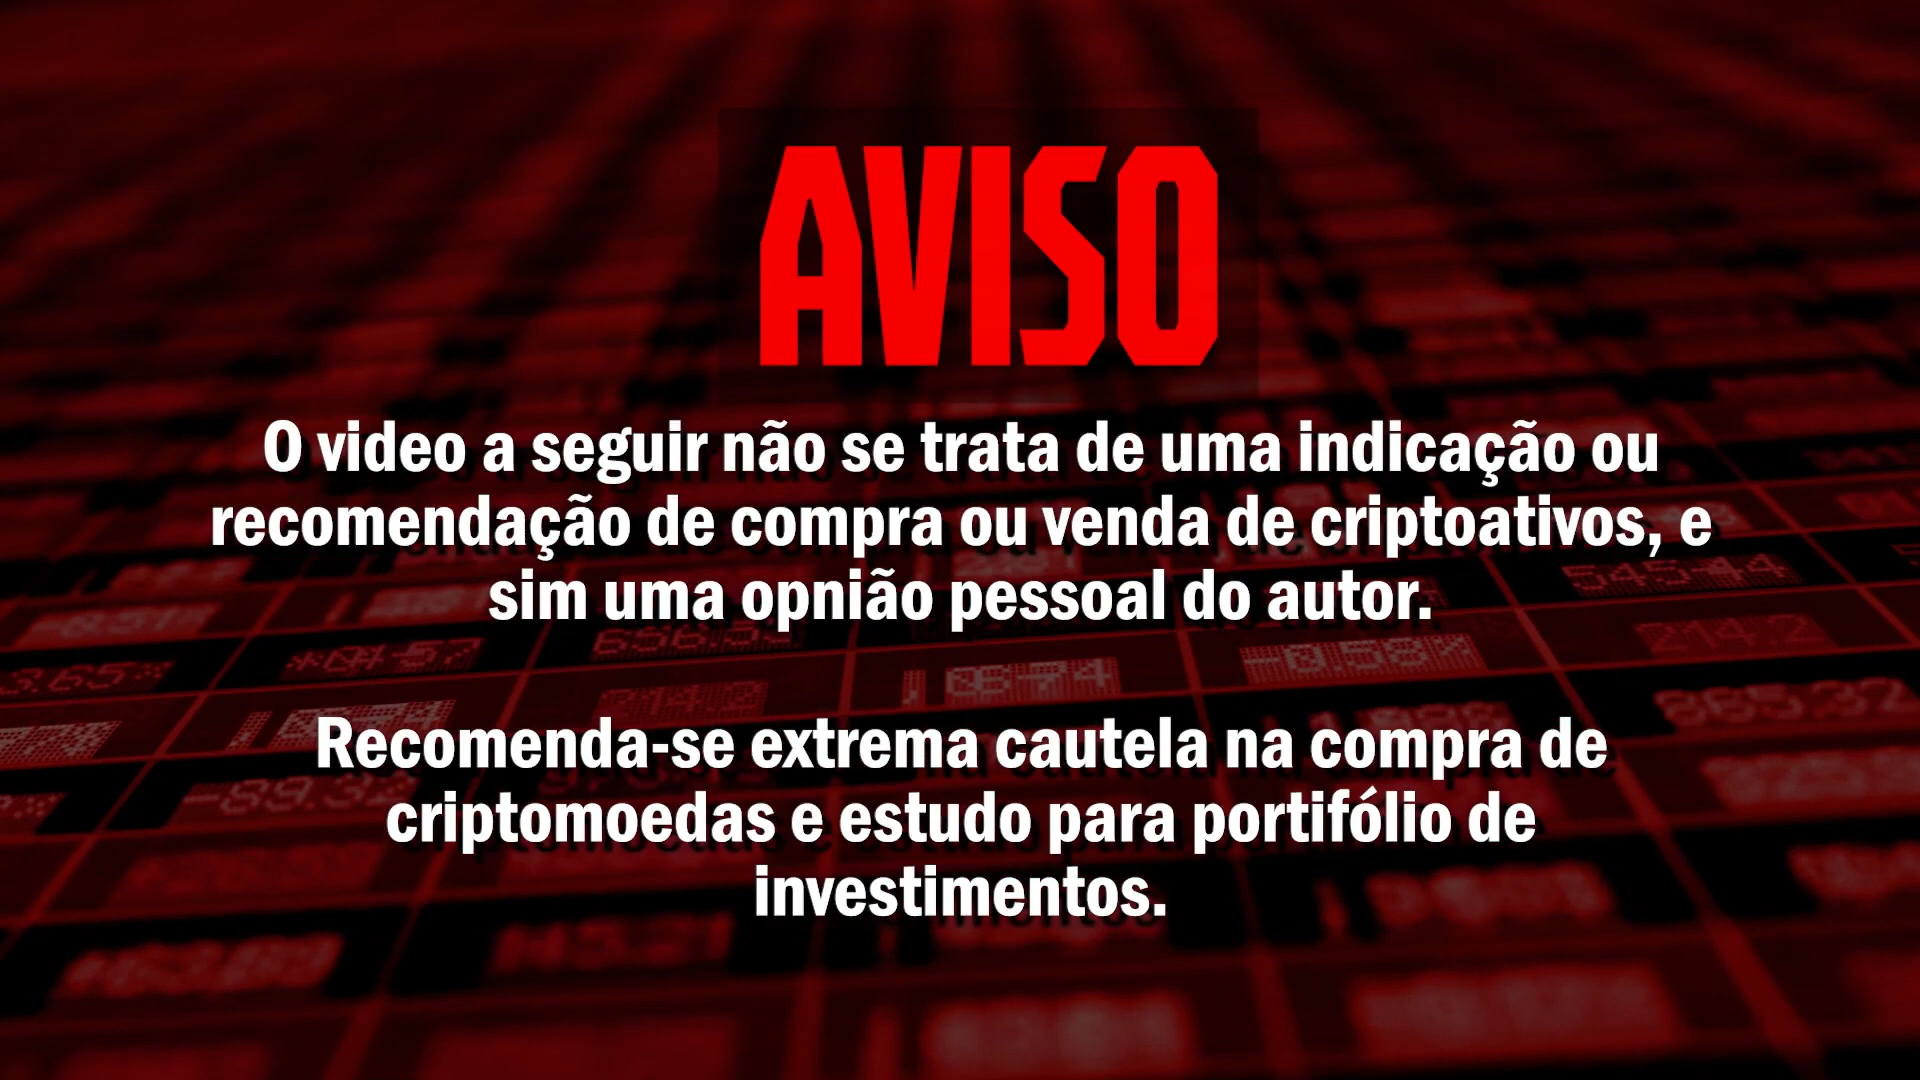 AVISO
O video a seguir não se trata de uma indicação ou
recomendação de compra ou venda de criptoativos, e
sim uma opnião pessoal do autor.
Recomenda-se extrema cautela na compra de
criptomoedas e estudo para portifólio de
investimentos.